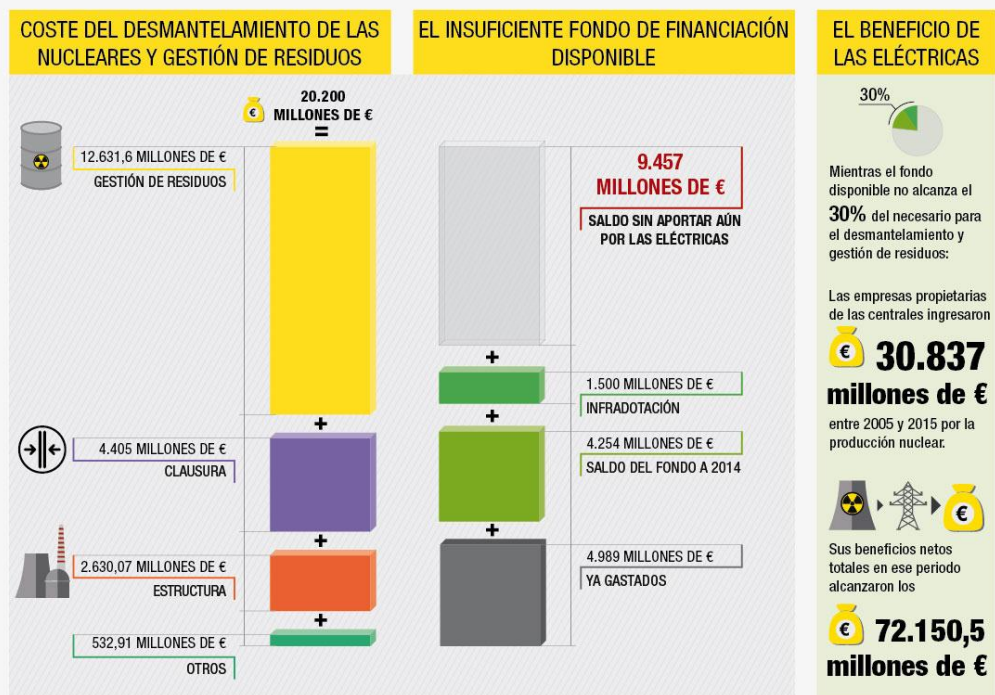 COSTE DEL DESMANTELAMIENTO DE LAS
NUCLEARES Y GESTIÓN DE RESIDUOS
20.200
MILLONES DE €
=
12.631,6 MILLONES DE €
GESTIÓN DE RESIDUOS
+
4.405 MILLONES DE €
CLAUSURA
+
2.630,07 MILLONES DE €
ESTRUCTURA
+
532,91 MILLONES DE €
OTROS
EL INSUFICIENTE FONDO DE FINANCIACIÓN
DISPONIBLE
9.457
MILLONES DE €
SALDO SIN APORTAR AÚN
POR LAS ELÉCTRICAS
+
1.500 MILLONES DE €
INFRADOTACIÓN
+
4.254 MILLONES DE €
SALDO DEL FONDO A 2014
+
4.989 MILLONES DE €
YA GASTADOS
EL BENEFICIO DE
LAS ELÉCTRICAS
30%
Mientras el fondo
disponible no alcanza el
30% del necesario para
el desmantelamiento y
gestión de residuos:
Las empresas propietarias
de las centrales ingresaron
€ 30.837
millones de €
entre 2005 y 2015 por la
producción nuclear.
€
Sus beneficios netos
totales en ese periodo
alcanzaron los
€ 72.150,5
millones de €